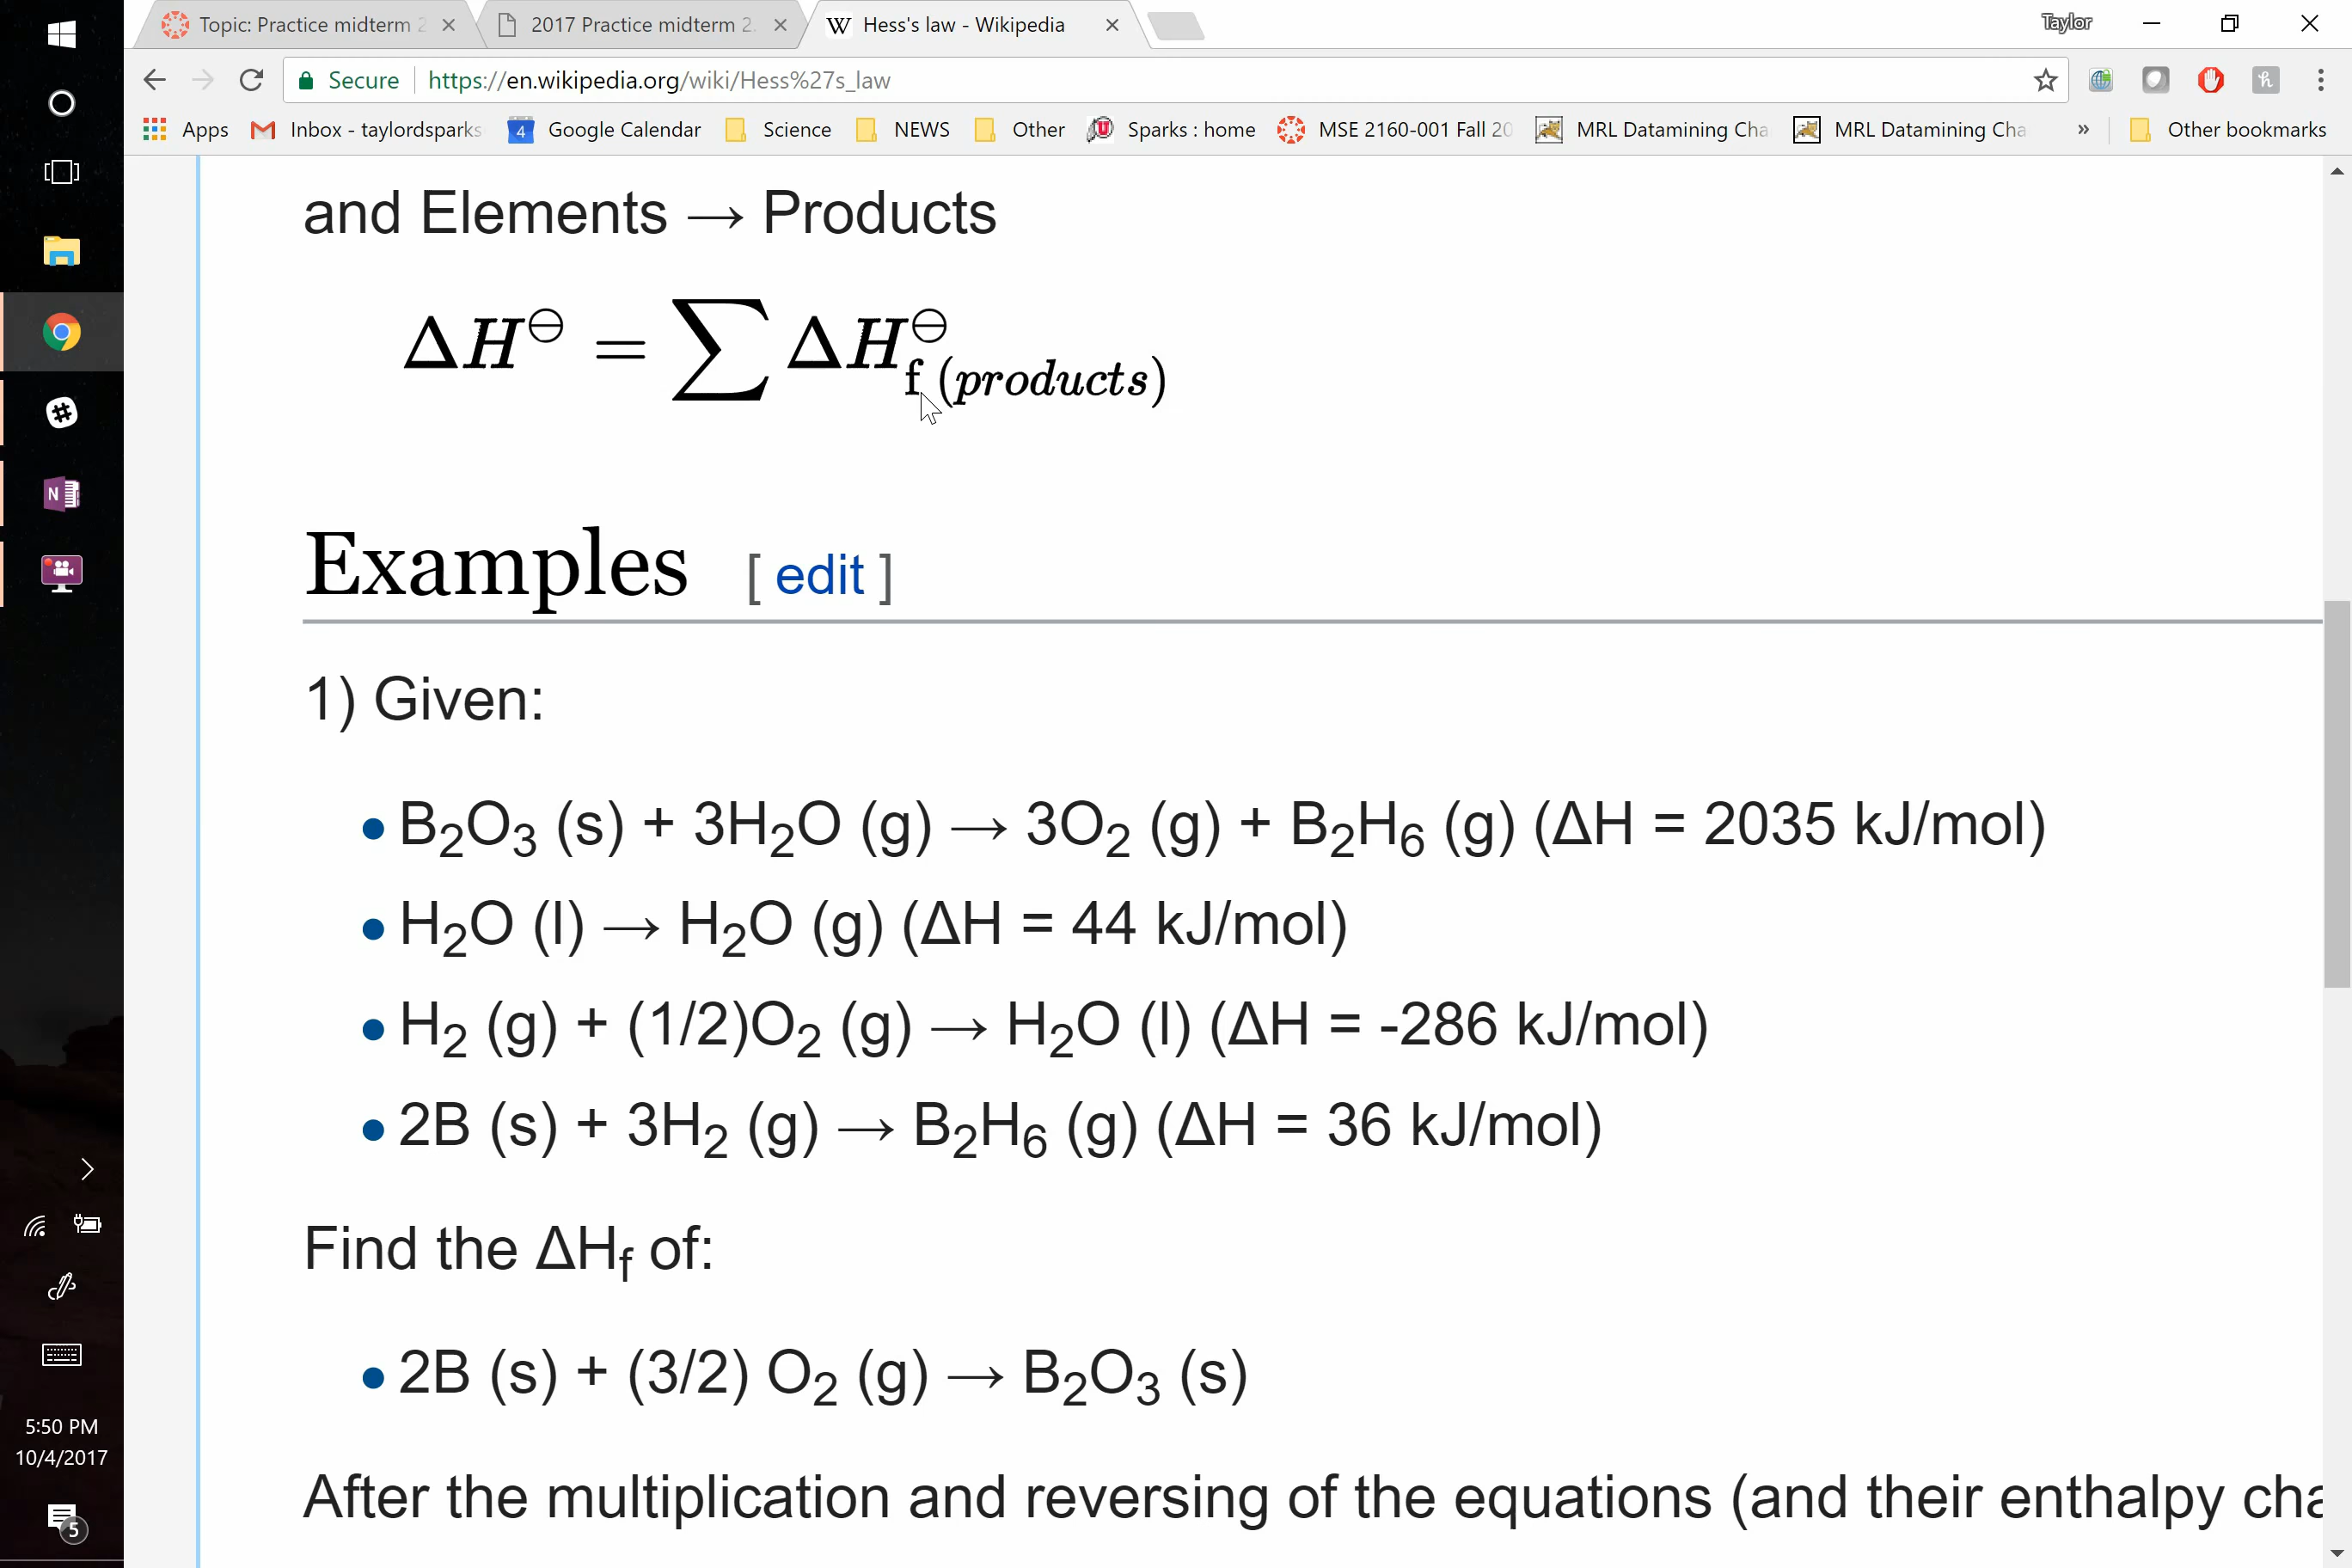 Topic: Practice midterm 2
2017 Practice midterm 2
Hess's law - Wikipedia
Taylor
Secure https://en.wikipedia.org/wiki/Hess%27s_law
Apps Inbox - taylordsparks Google Calendar Science NEWS Other Sparks : home MSE 2160-001 Fall 20 MRL Datamining Cha MRL Datamining Cha » Other bookmarks
and Elements → Products
ΔH⊖ = ∑ ΔH⊖f (products)
Examples [ edit ]
1) Given:
• B₂O₃ (s) + 3H₂O (g) → 3O₂ (g) + B₂H₆ (g) (ΔH = 2035 kJ/mol)
• H₂O (l) → H₂O (g) (ΔH = 44 kJ/mol)
• H₂ (g) + (1/2)O₂ (g) → H₂O (l) (ΔH = -286 kJ/mol)
• 2B (s) + 3H₂ (g) → B₂H₆ (g) (ΔH = 36 kJ/mol)
Find the ΔHf of:
• 2B (s) + (3/2) O₂ (g) → B₂O₃ (s)
After the multiplication and reversing of the equations (and their enthalpy cha
5:50 PM
10/4/2017
5